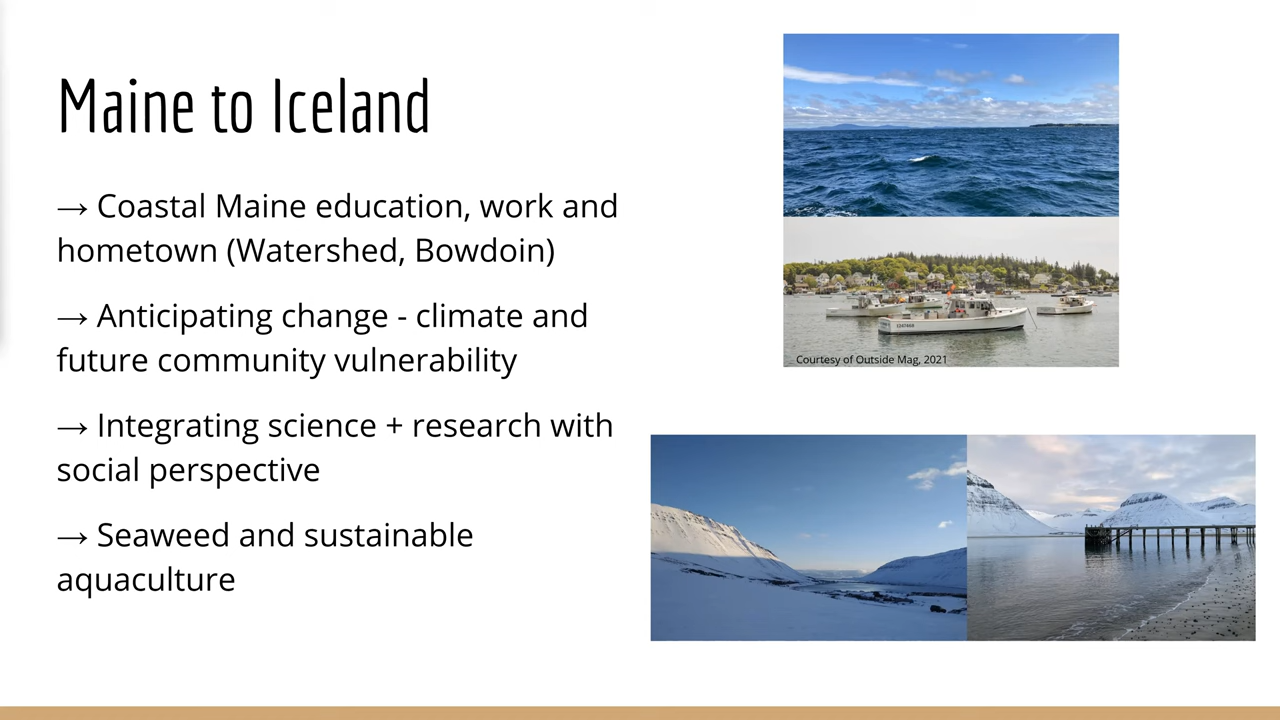 Maine to Iceland
→ Coastal Maine education, work and
hometown (Watershed, Bowdoin)
→ Anticipating change - climate and
future community vulnerability
→ Integrating science + research with
social perspective
→ Seaweed and sustainable
aquaculture
Courtesy of Outside Mag, 2021